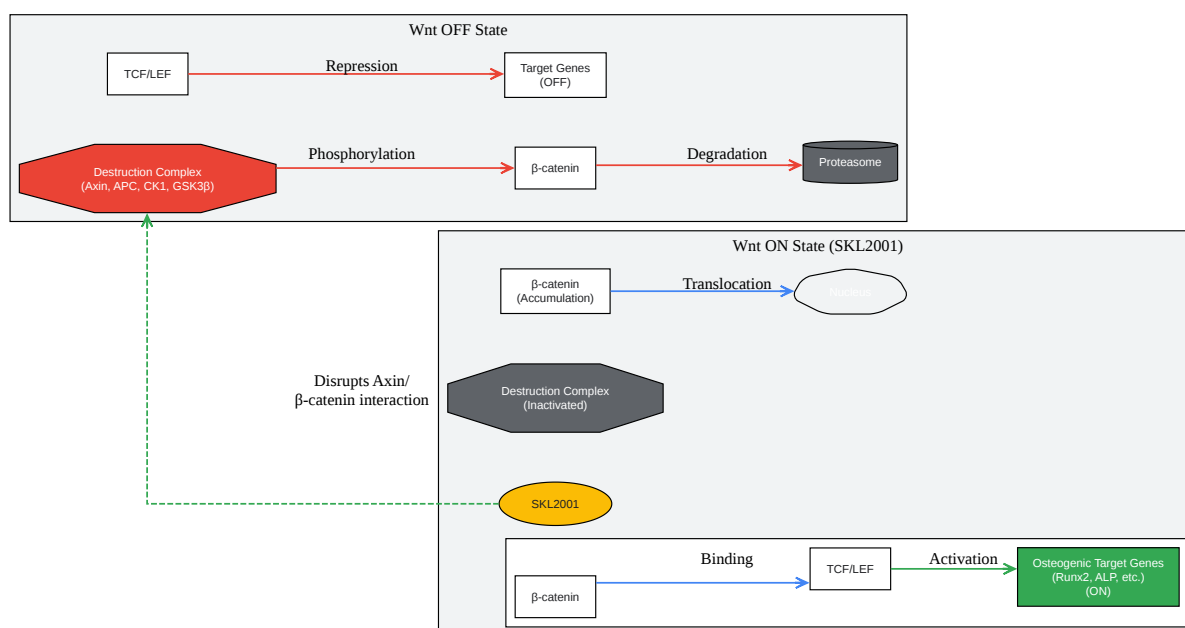 Wnt OFF State
TCF/LEF
Repression
Target Genes
(OFF)
Destruction Complex
(Axin, APC, CK1, GSK3β)
Phosphorylation
β-catenin
Degradation
Proteasome
Wnt ON State (SKL2001)
β-catenin
(Accumulation)
Translocation
Nucleus
Disrupts Axin/
β-catenin interaction
Destruction Complex
(Inactivated)
SKL2001
β-catenin
Binding
TCF/LEF
Activation
Osteogenic Target Genes
(Runx2, ALP, etc.)
(ON)